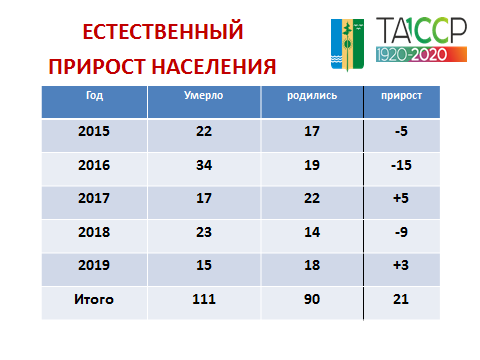 ЕСТЕСТВЕННЫЙ
ПРИРОСТ НАСЕЛЕНИЯ
ТАССР
1920-2020
Год Умерло родились прирост
2015 22 17 -5
2016 34 19 -15
2017 17 22 +5
2018 23 14 -9
2019 15 18 +3
Итого 111 90 21